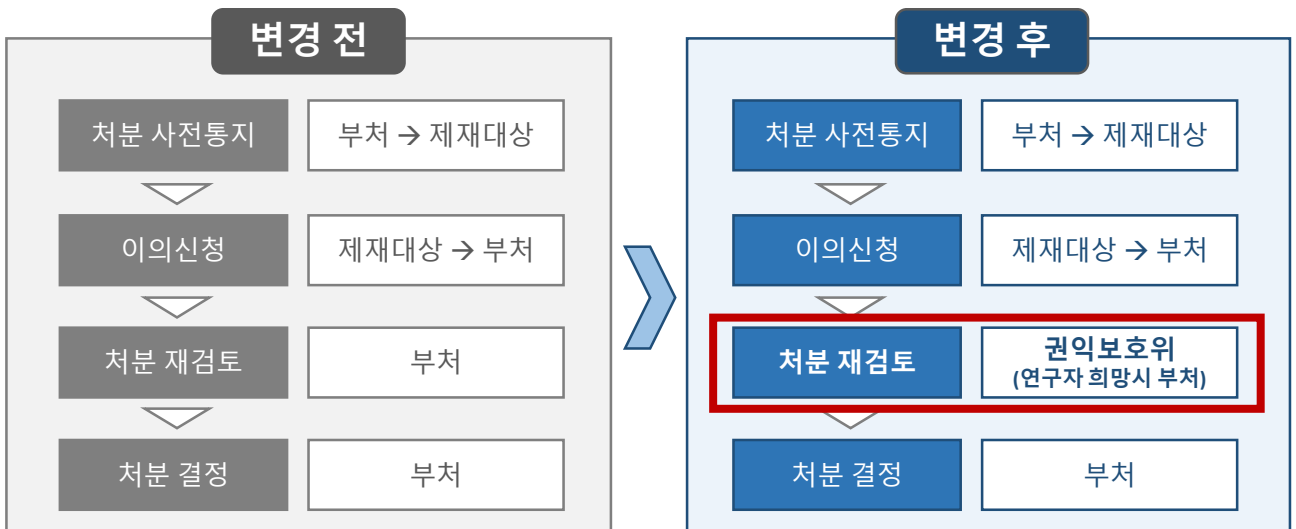 변경 전
처분 사전통지
부처 → 제재대상
이의신청
제재대상 → 부처
처분 재검토
부처
처분 결정
부처
변경 후
처분 사전통지
부처 → 제재대상
이의신청
제재대상 → 부처
처분 재검토
권익보호위
(연구자 희망시 부처)
처분 결정
부처